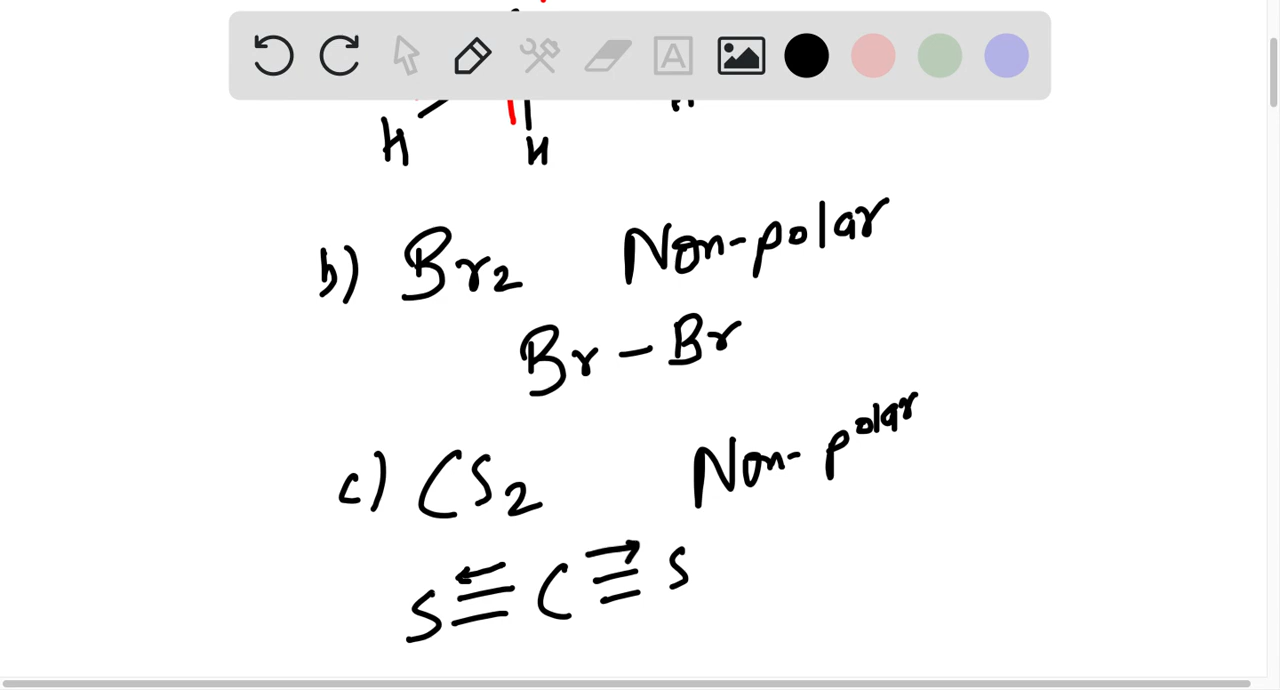 H
H
b) Br2 Non-polar
Br - Br
c) CS2 Non-polar
S = C = S